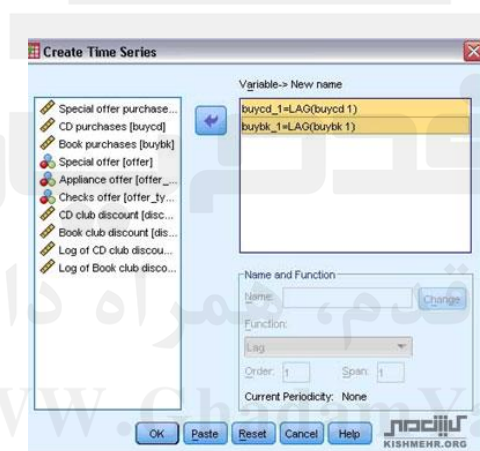 Create Time Series
Variable-> New name
Special offer purchase...
CD purchases [buycd]
Book purchases [buybk]
Special offer [offer]
Appliance offer [offer_...
Checks offer [offer_ty...
CD club discount [disc...
Book club discount [dis...
Log of CD club discou...
Log of Book club disco...
buycd_1=LAG(buycd 1)
buybk_1=LAG(buybk 1)
Name and Function
Name:
Change
Function:
Lag
Order: 1 Span: 1
Current Periodicity: None
OK Paste Reset Cancel Help
KISHMEHR.ORG